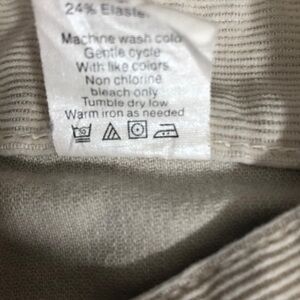 24% Elaste
Machine wash cold
Gentle cycle
With like colors
Non chlorine
bleach only
Tumble dry low
Warm iron as needed